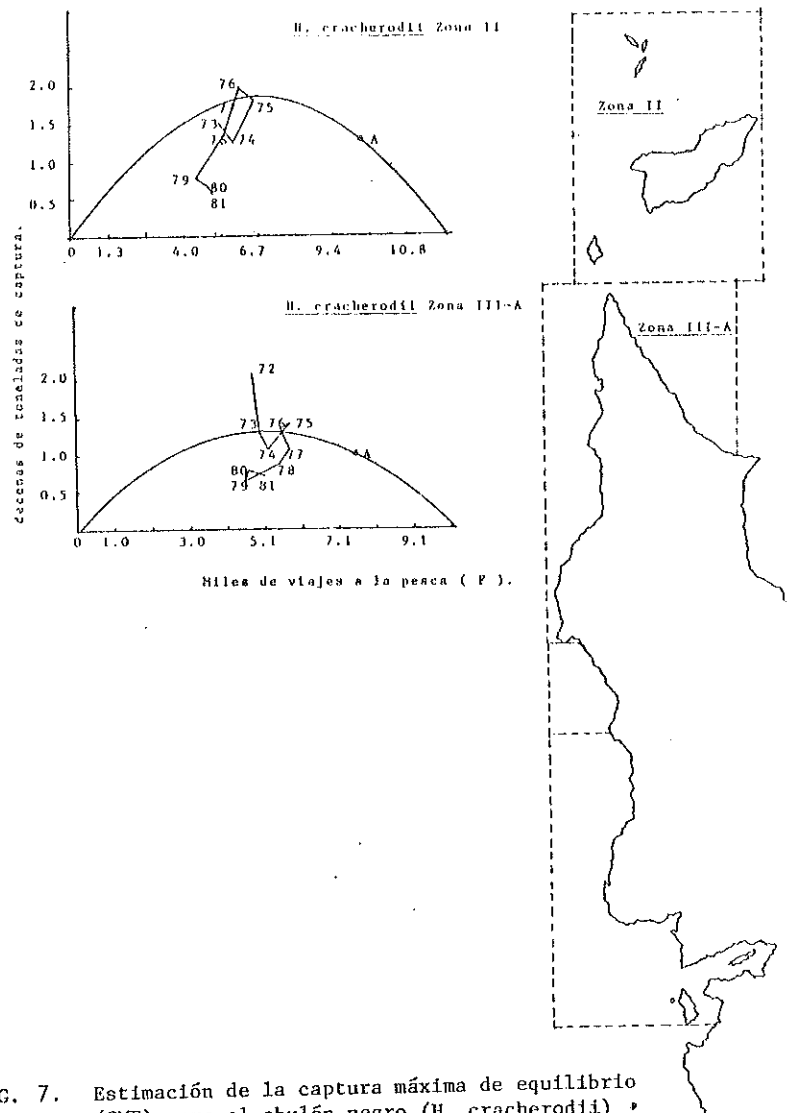 H. cracherodii Zona II
2.0
1.5
1.0
0.5
76
75
73
74
79
80
81
A
0 1.3 4.0 6.7 9.4 10.8
decenas de toneladas de captura.
H. cracherodii Zona III-A
2.0
1.5
1.0
0.5
72
73 76 75
74 77
80 78
79 81
A
0 1.0 3.0 5.1 7.1 9.1
Miles de viajes a la pesca ( F ).
Zona II
Zona III-A
G. 7. Estimación de la captura máxima de equilibrio
el abulón negro (H. cracherodii)